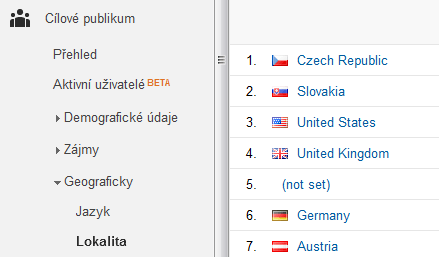 Cílové publikum
Přehled
Aktivní uživatelé BETA
Demografické údaje
Zájmy
Geograficky
Jazyk
Lokalita
1. Czech Republic
2. Slovakia
3. United States
4. United Kingdom
5. (not set)
6. Germany
7. Austria